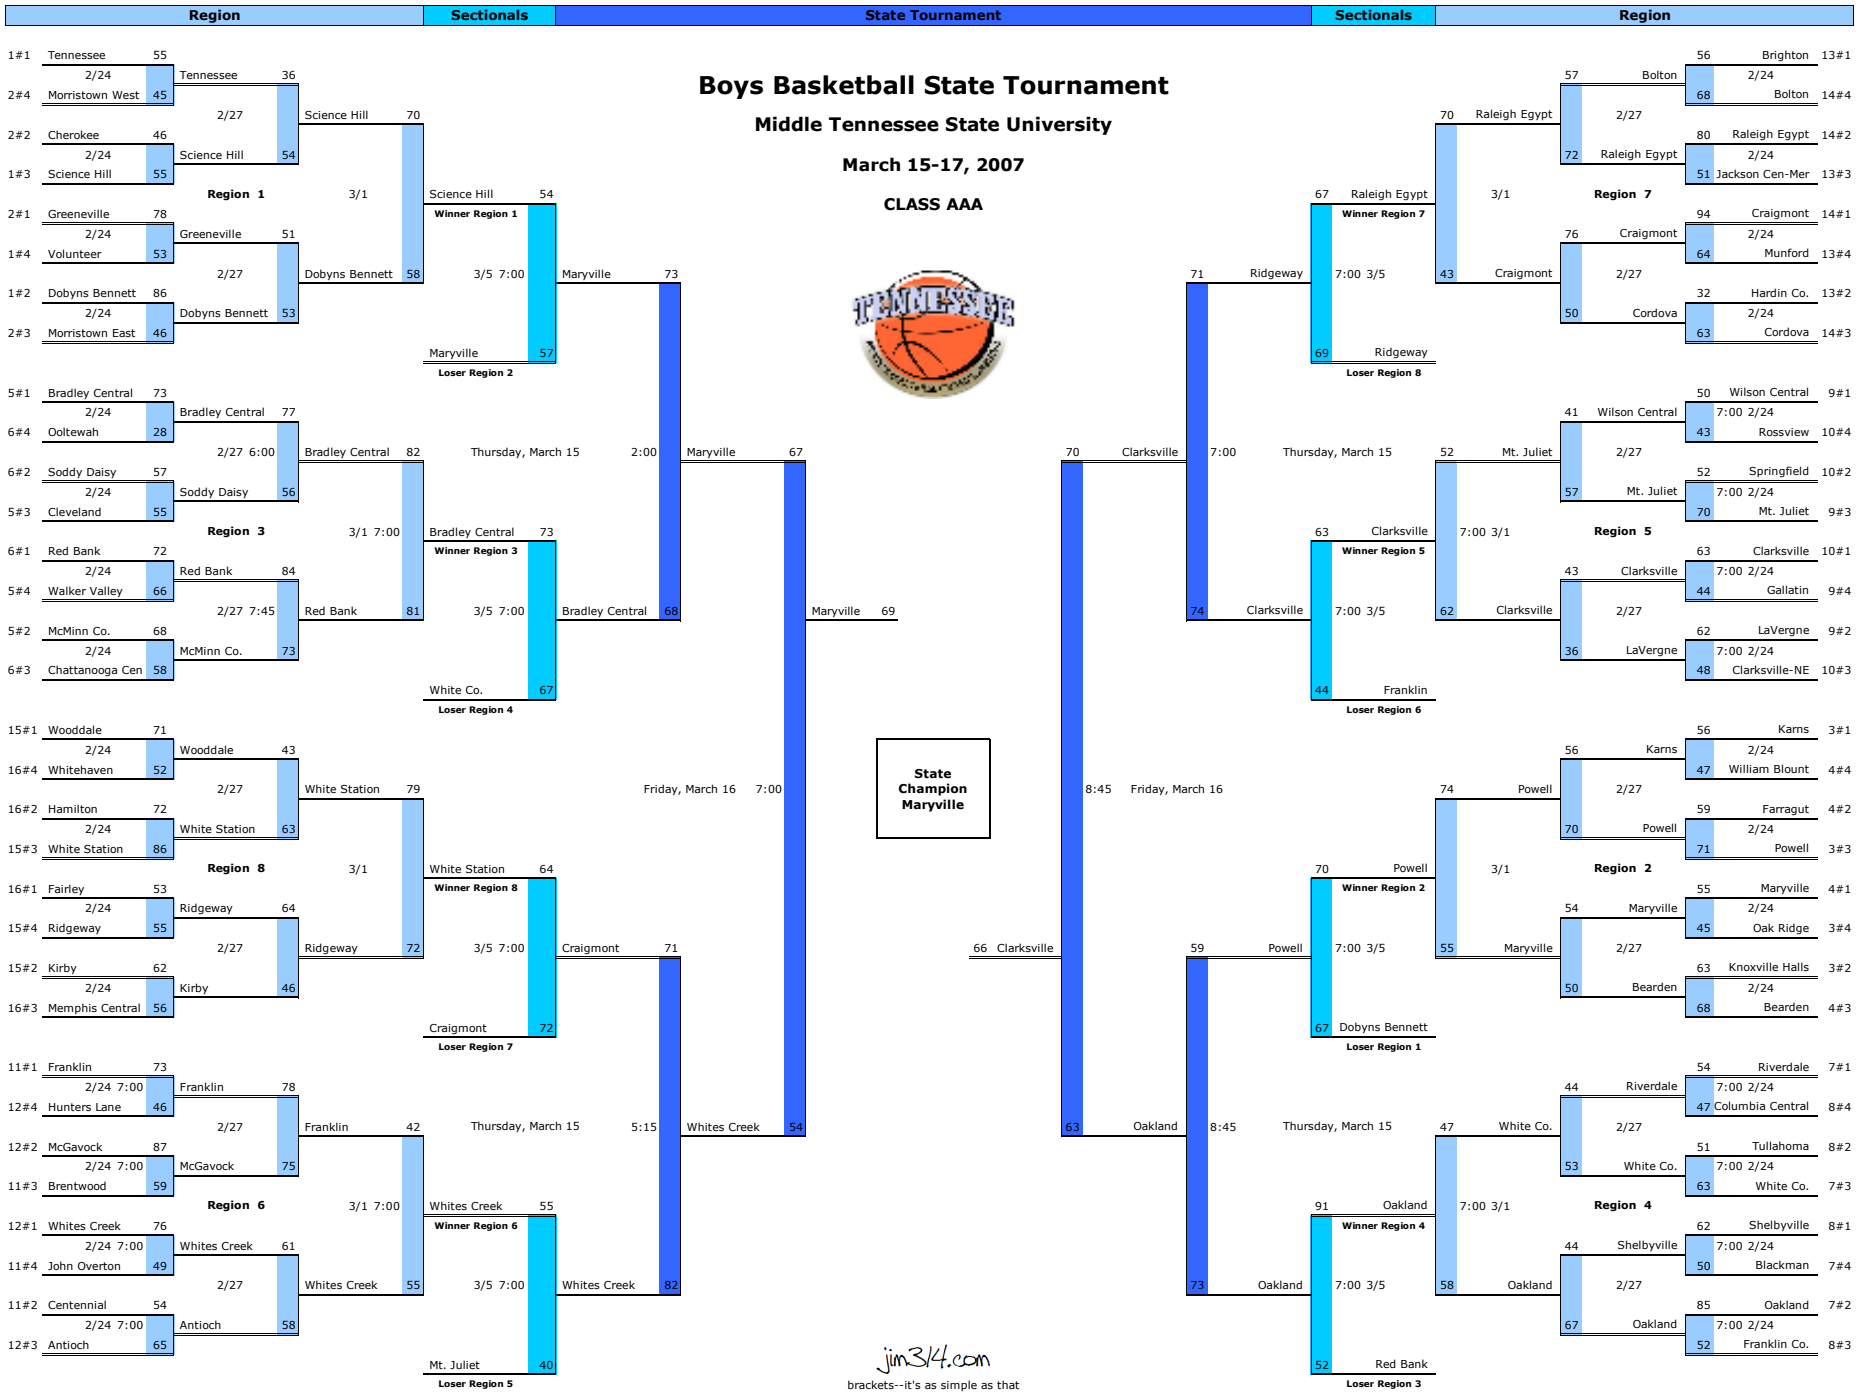 Region Sectionals State Tournament Sectionals Region
Boys Basketball State Tournament
Middle Tennessee State University
March 15-17, 2007
CLASS AAA
TENNESSEE
1#1 Tennessee 55
2/24
2#4 Morristown West 45
Tennessee 36
2/27
2#2 Cherokee 46
2/24
1#3 Science Hill 55
Science Hill 54
Region 1
Science Hill 70
3/1
2#1 Greeneville 78
2/24
1#4 Volunteer 53
Greeneville 51
2/27
1#2 Dobyns Bennett 86
2/24
2#3 Morristown East 46
Dobyns Bennett 53
Dobyns Bennett 58
Science Hill 54
Winner Region 1
3/5 7:00
Maryville 57
Loser Region 2
Maryville 73
5#1 Bradley Central 73
2/24
6#4 Ooltewah 28
Bradley Central 77
2/27 6:00
6#2 Soddy Daisy 57
2/24
5#3 Cleveland 55
Soddy Daisy 56
Region 3
Bradley Central 82
3/1 7:00
6#1 Red Bank 72
2/24
5#4 Walker Valley 66
Red Bank 84
2/27 7:45
5#2 McMinn Co. 68
2/24
6#3 Chattanooga Cen 58
McMinn Co. 73
Red Bank 81
Bradley Central 73
Winner Region 3
3/5 7:00
White Co. 67
Loser Region 4
Bradley Central 68
Thursday, March 15 2:00
Maryville 67
15#1 Wooddale 71
2/24
16#4 Whitehaven 52
Wooddale 43
2/27
16#2 Hamilton 72
2/24
15#3 White Station 86
White Station 63
Region 8
White Station 79
3/1
16#1 Fairley 53
2/24
15#4 Ridgeway 55
Ridgeway 64
2/27
15#2 Kirby 62
2/24
16#3 Memphis Central 56
Kirby 46
Ridgeway 72
White Station 64
Winner Region 8
3/5 7:00
Craigmont 72
Loser Region 7
Craigmont 71
11#1 Franklin 73
2/24 7:00
12#4 Hunters Lane 46
Franklin 78
2/27
12#2 McGavock 87
2/24 7:00
11#3 Brentwood 59
McGavock 75
Region 6
Franklin 42
3/1 7:00
12#1 Whites Creek 76
2/24 7:00
11#4 John Overton 49
Whites Creek 61
2/27
11#2 Centennial 54
2/24 7:00
12#3 Antioch 65
Antioch 58
Whites Creek 55
Whites Creek 55
Winner Region 6
3/5 7:00
Mt. Juliet 40
Loser Region 5
Whites Creek 82
Thursday, March 15 5:15
Whites Creek 54
Friday, March 16 7:00
Maryville 69
State
Champion
Maryville
66 Clarksville
8:45 Friday, March 16
70 Clarksville
7:00 Thursday, March 15
71 Ridgeway
67 Raleigh Egypt
Winner Region 7
7:00 3/5
69 Ridgeway
Loser Region 8
70 Raleigh Egypt
3/1
57 Bolton
56 Brighton 13#1
2/24
68 Bolton 14#4
2/27
80 Raleigh Egypt 14#2
2/24
51 Jackson Cen-Mer 13#3
72 Raleigh Egypt
Region 7
94 Craigmont 14#1
2/24
64 Munford 13#4
76 Craigmont
43 Craigmont
2/27
32 Hardin Co. 13#2
2/24
63 Cordova 14#3
50 Cordova
74 Clarksville
63 Clarksville
Winner Region 5
7:00 3/5
44 Franklin
Loser Region 6
52 Mt. Juliet
7:00 3/1
50 Wilson Central 9#1
7:00 2/24
43 Rossview 10#4
41 Wilson Central
2/27
52 Springfield 10#2
7:00 2/24
70 Mt. Juliet 9#3
57 Mt. Juliet
Region 5
63 Clarksville 10#1
7:00 2/24
44 Gallatin 9#4
43 Clarksville
62 Clarksville
2/27
62 LaVergne 9#2
7:00 2/24
48 Clarksville-NE 10#3
36 LaVergne
63 Oakland
8:45 Thursday, March 15
59 Powell
70 Powell
Winner Region 2
7:00 3/5
67 Dobyns Bennett
Loser Region 1
74 Powell
3/1
56 Karns 3#1
2/24
47 William Blount 4#4
56 Karns
2/27
59 Farragut 4#2
2/24
71 Powell 3#3
70 Powell
Region 2
55 Maryville 4#1
2/24
45 Oak Ridge 3#4
54 Maryville
55 Maryville
2/27
63 Knoxville Halls 3#2
2/24
68 Bearden 4#3
50 Bearden
73 Oakland
91 Oakland
Winner Region 4
7:00 3/5
52 Red Bank
Loser Region 3
47 White Co.
7:00 3/1
54 Riverdale 7#1
7:00 2/24
47 Columbia Central 8#4
44 Riverdale
2/27
51 Tullahoma 8#2
7:00 2/24
63 White Co. 7#3
53 White Co.
Region 4
62 Shelbyville 8#1
7:00 2/24
50 Blackman 7#4
44 Shelbyville
58 Oakland
2/27
85 Oakland 7#2
7:00 2/24
52 Franklin Co. 8#3
67 Oakland
jim314.com
brackets--it's as simple as that